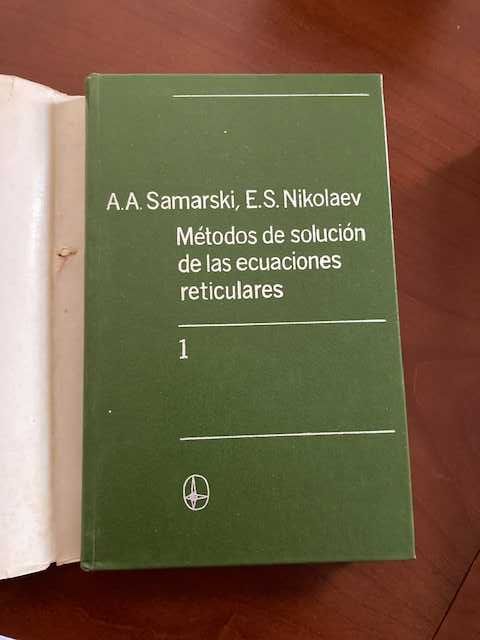 A.A. Samarski, E.S. Nikolaev
Métodos de solución
de las ecuaciones
reticulares
1